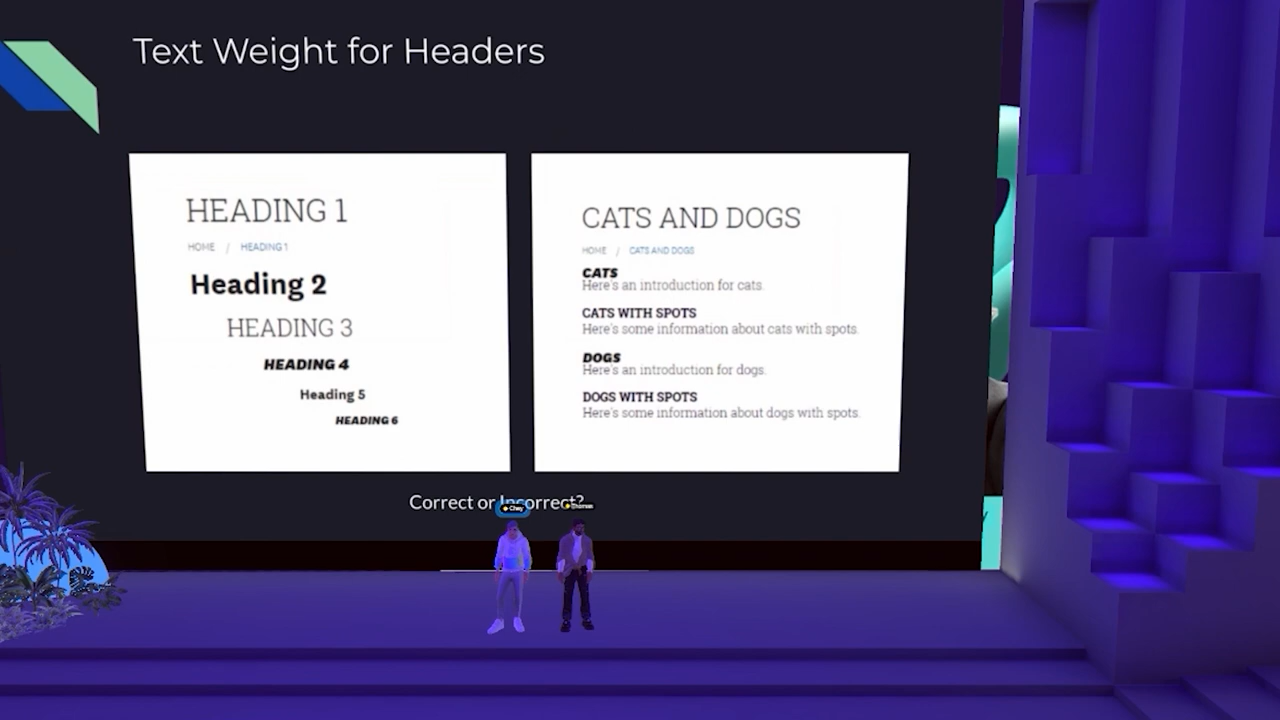 Text Weight for Headers
HEADING 1
HOME / HEADING 1
Heading 2
HEADING 3
HEADING 4
Heading 5
HEADING 6
CATS AND DOGS
HOME / CATS AND DOGS
CATS
Here's an introduction for cats.
CATS WITH SPOTS
Here's some information about cats with spots.
DOGS
Here's an introduction for dogs.
DOGS WITH SPOTS
Here's some information about dogs with spots.
Correct or Incorrect?
Chey
Thomas